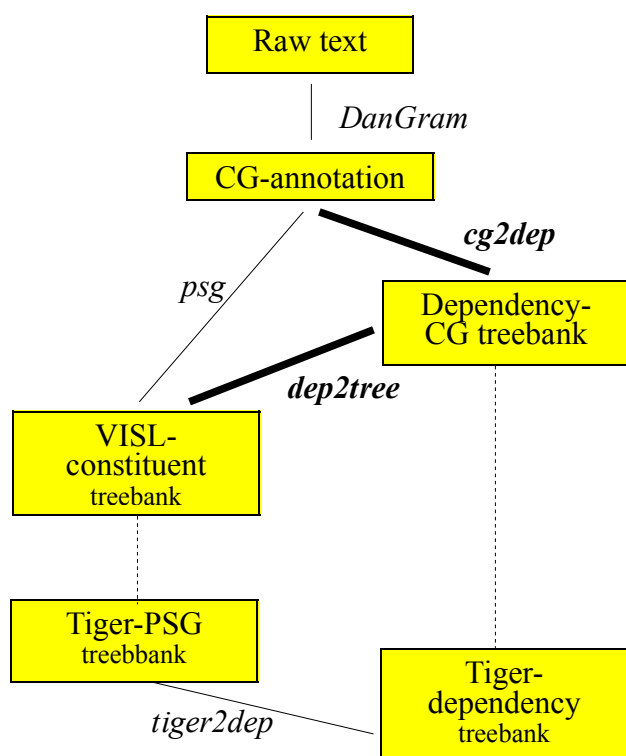 Raw text
DanGram
CG-annotation
cg2dep
psg
Dependency-
CG treebank
dep2tree
VISL-
constituent
treebank
Tiger-PSG
treebbank
Tiger-
dependency
treebank
tiger2dep